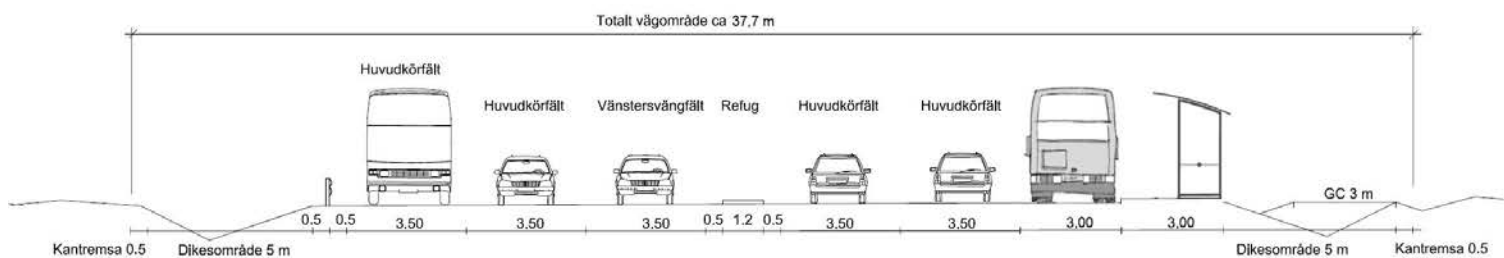 Totalt vägområde ca 37,7 m
Huvudkörfält
Huvudkörfält Vänstersvängfält Refug Huvudkörfält Huvudkörfält
GC 3 m
0.5 0.5 3,50 3,50 3,50 0.5 1.2 0.5 3,50 3,50 3,00 3,00
Kantremsa 0.5 Dikesområde 5 m Dikesområde 5 m Kantremsa 0.5